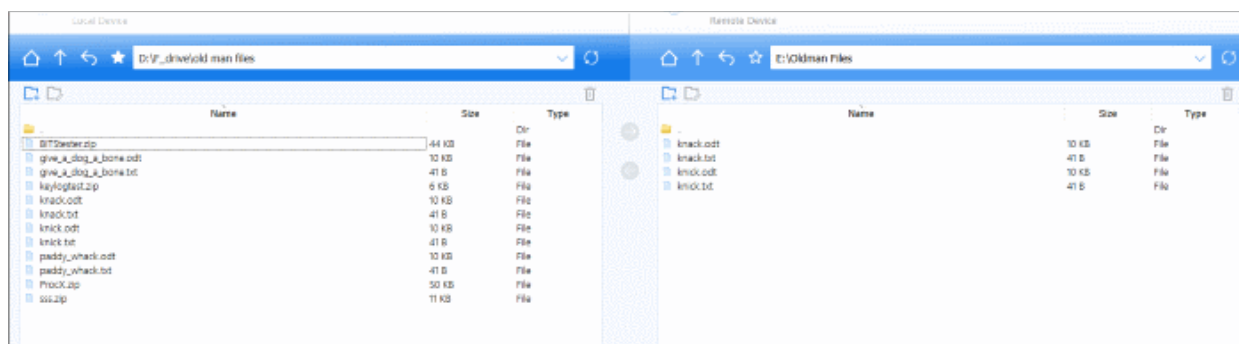 Local Device
D:\F_drive\old man files
Name Size Type
. Dir
BITStester.zip 44 KB File
give_a_dog_a_bone.odt 10 KB File
give_a_dog_a_bone.txt 41 B File
keylogtest.zip 6 KB File
knack.odt 10 KB File
knack.txt 41 B File
knick.odt 10 KB File
knick.txt 41 B File
paddy_whack.odt 10 KB File
paddy_whack.txt 41 B File
ProcX.zip 50 KB File
sss.zip 11 KB File
Remote Device
E:\Oldman Files
Name Size Type
. Dir
knack.odt 10 KB File
knack.txt 41 B File
knick.odt 10 KB File
knick.txt 41 B File